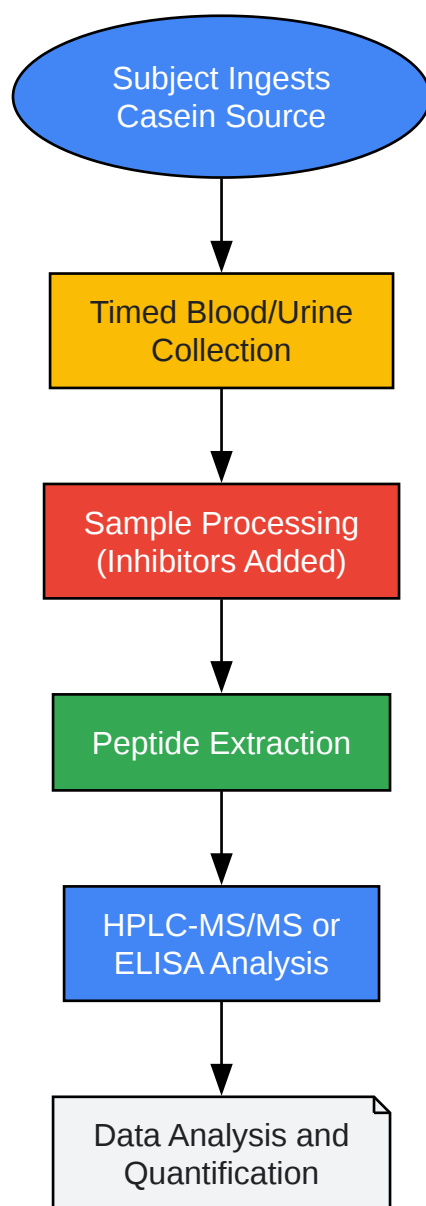 Subject Ingests
Casein Source
Timed Blood/Urine
Collection
Sample Processing
(Inhibitors Added)
Peptide Extraction
HPLC-MS/MS or
ELISA Analysis
Data Analysis and
Quantification